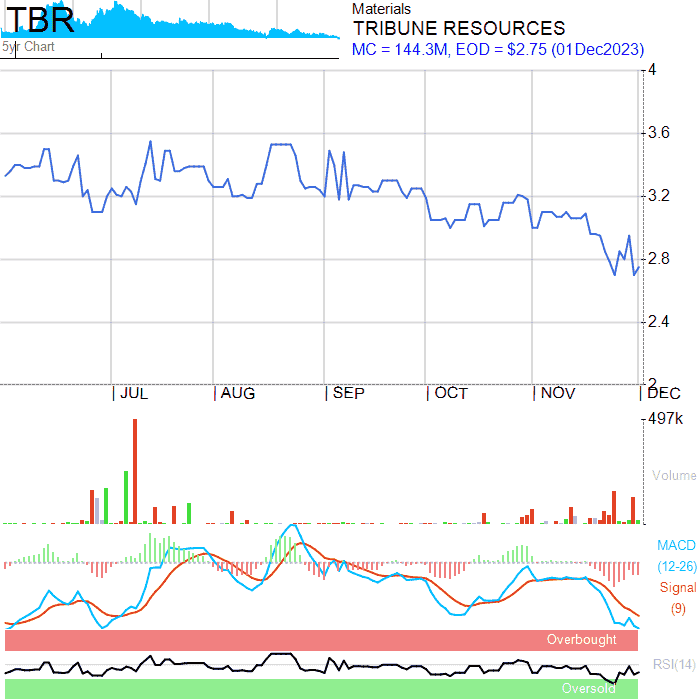 TBR
5yr Chart
Materials
TRIBUNE RESOURCES
MC = 144.3M, EOD = $2.75 (01Dec2023)
4
3.6
3.2
2.8
2.4
2
JUL AUG SEP OCT NOV DEC
497k
Volume
MACD
(12-26)
Signal
(9)
Overbought
RSI(14)
Oversold